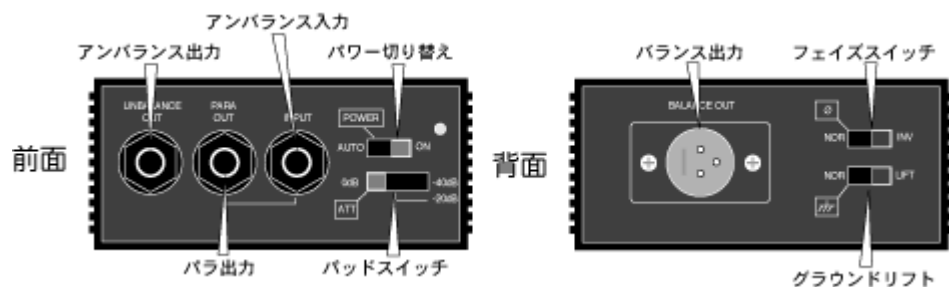 アンバランス入力
アンバランス出力
パワー切り替え
UNBALANCE OUT
PARA OUT
INPUT
POWER
AUTO
ON
0dB
-40dB
-20dB
ATT
前面
パラ出力
パッドスイッチ
バランス出力
フェイズスイッチ
BALANCE OUT
Ø
NOR
INV
NOR
LIFT
背面
グラウンドリフト